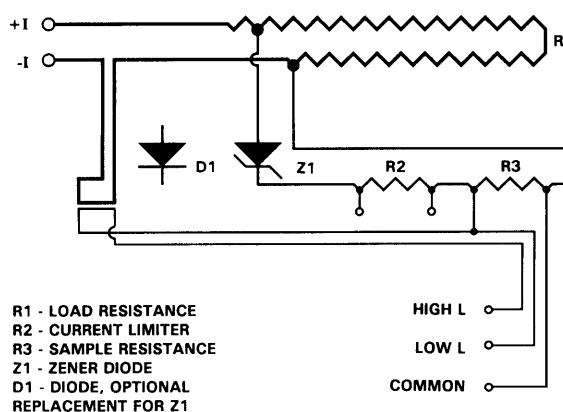 +I
R
-I
D1
Z1
R2
R3
R1 - LOAD RESISTANCE
R2 - CURRENT LIMITER
R3 - SAMPLE RESISTANCE
Z1 - ZENER DIODE
D1 - DIODE, OPTIONAL
REPLACEMENT FOR Z1
HIGH L
LOW L
COMMON